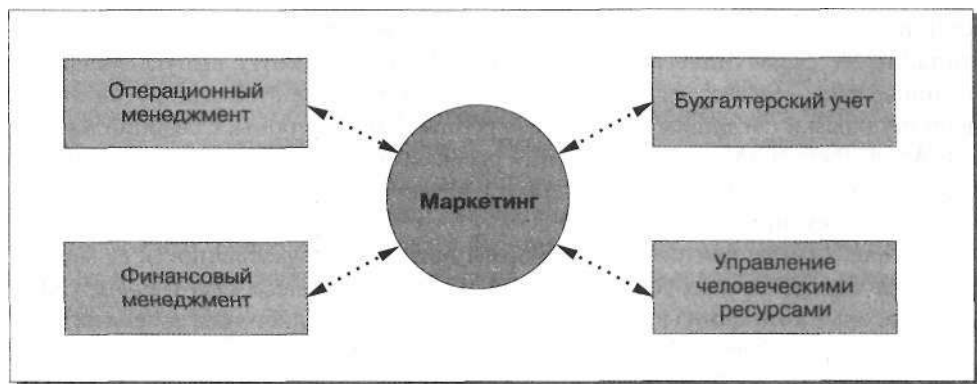 Операционный
менеджмент
Бухгалтерский учет
Маркетинг
Финансовый
менеджмент
Управление
человеческими
ресурсами